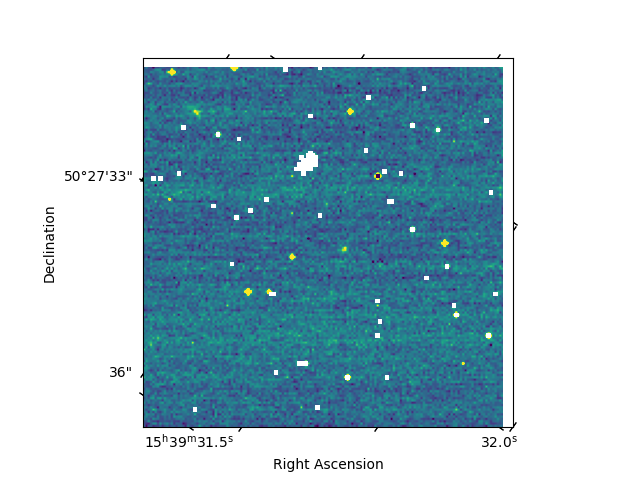 50°27'33"
Declination
36"
15ʰ39ᵐ31.5ˢ
32.0ˢ
Right Ascension